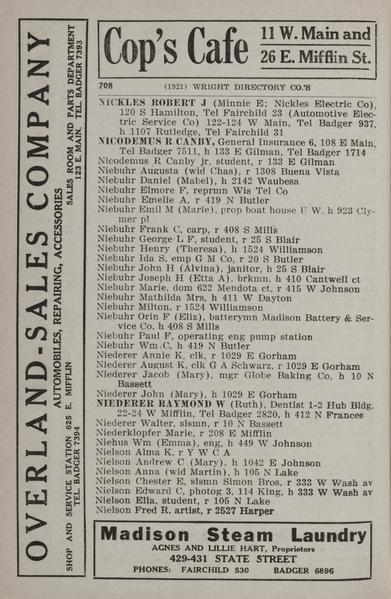 OVERLAND-SALES COMPANY
AUTOMOBILES, REPAIRING, ACCESSORIES
SHOP AND SERVICE STATION 625 E. MIFFLIN
TEL. BADGER 7394
SALES ROOM AND PARTS DEPARTMENT
123 E. MAIN. TEL. BADGER 7393
Cop's Cafe
11 W. Main and
26 E. Mifflin St.
708 (1921) WRIGHT DIRECTORY CO.'S
NICKLES ROBERT J (Minnie E; Nickles Electric Co),
120 S Hamilton, Tel Fairchild 23 (Automotive Elec-
tric Service Co) 122-124 W Main, Tel Badger 937,
h 1107 Rutledge, Tel Fairchild 31
NICODEMUS R CANBY, General Insurance 6, 108 E Main,
Tel Badger 7511, h 133 E Gilman, Tel Badger 1714
Nicodemus R Canby jr, student, r 133 E Gilman
Niebuhr Augusta (wid Chas), r 1308 Buena Vista
Niebuhr Daniel (Mabel), h 2142 Waubesa
Niebuhr Elmore F, reprmn Wis Tel Co
Niebuhr Emelie A, r 419 N Butler
Niebuhr Emil M (Marie), prop boat house U W, h 923 Cly-
mer pl
Niebuhr Frank C, carp, r 408 S Mills
Niebuhr George L F, student, r 25 S Blair
Niebuhr Henry (Theresa), h 1524 Williamson
Niebuhr Ida S, emp G M Co, r 20 S Butler
Niebuhr John H (Alvina), janitor, h 25 S Blair
Niebuhr Joseph H (Etta A), brkmn, h 410 Cantwell ct
Niebuhr Marie, dom 622 Mendota ct, r 415 W Johnson
Niebuhr Mathilda Mrs, h 411 W Dayton
Niebuhr Milton, r 1524 Williamson
Niebuhr Orin F (Eliz), batterymn Madison Battery & Ser-
vice Co. h 408 S Mills
Niebuhr Paul F, operating eng pump station
Niebuhr Wm.C, h 419 N Butler
Niederer Annie K, clk, r 1029 E Gorham
Niederer August K, clk G A Schwarz, r 1029 E Gorham
Niederer Jacob (Mary), mgr Globe Baking Co, h 10 N
Bassett
Niederer John (Mary), h 1029 E Gorham
NIEDERER RAYMOND W (Ruth), Dentist 1-2 Hub Bldg,
22-24 W Mifflin, Tel Badger 2820, h 412 N Frances
Niederer Walter, slsmn, r 10 N Bassett
Niederklopfer Marie, r 208 E Mifflin
Niehus Wm (Emma), eng, h 449 W Johnson
Nielson Alma K. r Y W C A
Nielson Andrew C (Mary), h 1042 E Johnson
Nielson Anna (wid Martin), h 105 N Lake
Nielson Chester E, slsmn Simon Bros, r 333 W Wash av
Nielson Edward C, photog 3, 114 King, h 333 W Wash av
Nielson Ella, student, r 105 N Lake
Nielson Fred R, artist, r 2527 Harper
Madison Steam Laundry
AGNES AND LILLIE HART, Proprietors
429-431 STATE STREET
PHONES: FAIRCHILD 530 BADGER 6896